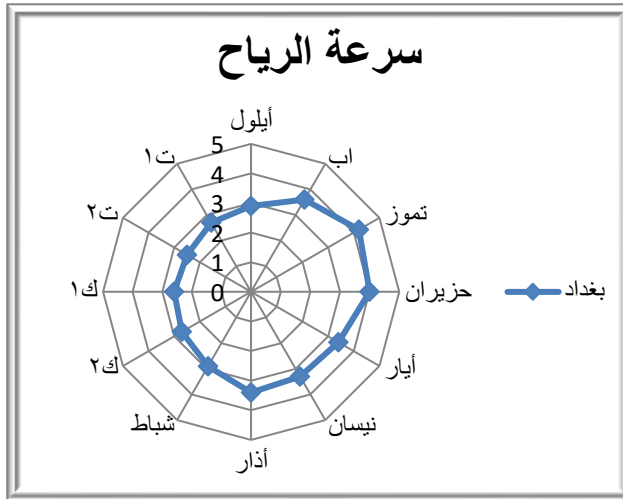 سرعة الرياح
أيلول
اب
تموز
حزيران
أيار
نيسان
أذار
شباط
ك٢
ك١
ت٢
ت١
5
4
3
2
1
0
بغداد